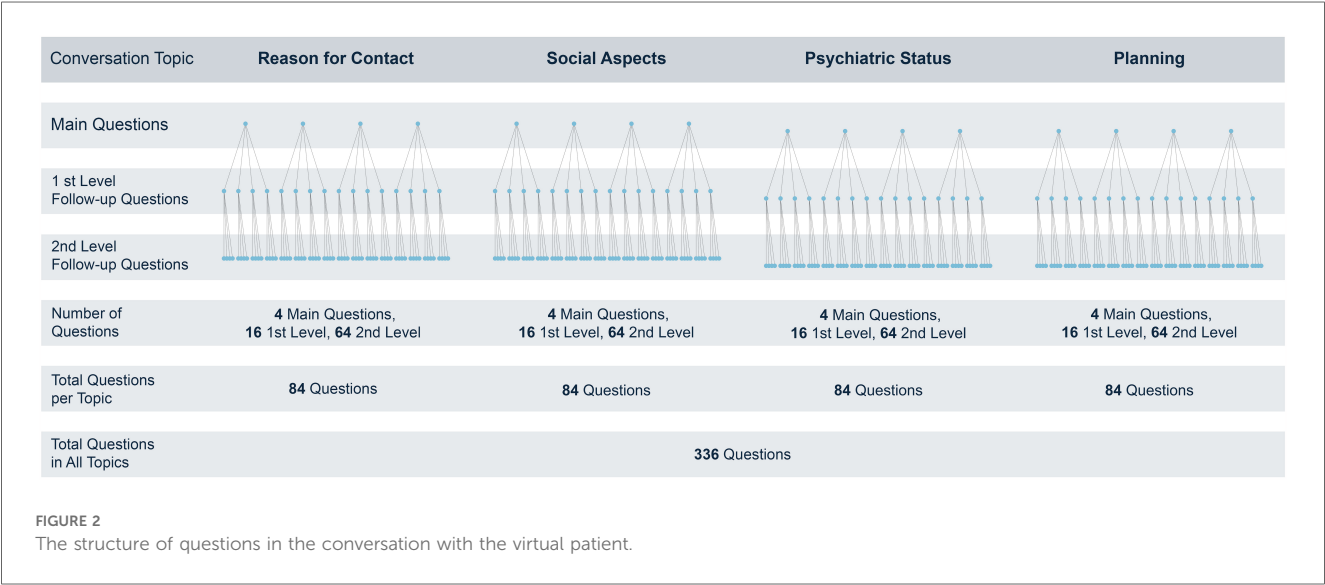 Conversation Topic Reason for Contact Social Aspects Psychiatric Status Planning
Main Questions
1 st Level
Follow-up Questions
2nd Level
Follow-up Questions
Number of
Questions
4 Main Questions,
16 1st Level, 64 2nd Level
4 Main Questions,
16 1st Level, 64 2nd Level
4 Main Questions,
16 1st Level, 64 2nd Level
4 Main Questions,
16 1st Level, 64 2nd Level
Total Questions
per Topic
84 Questions
84 Questions
84 Questions
84 Questions
Total Questions
in All Topics
336 Questions
FIGURE 2
The structure of questions in the conversation with the virtual patient.